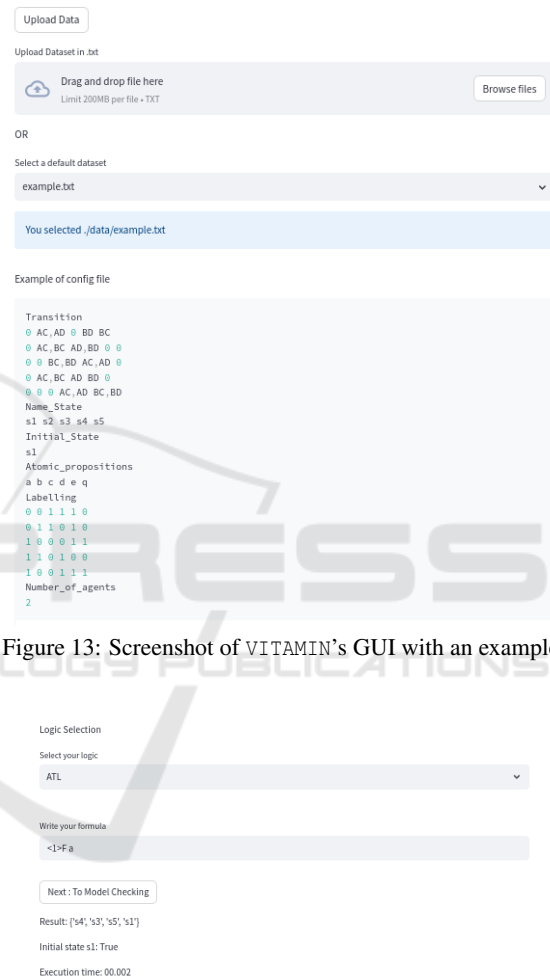 Upload Data
Upload Dataset in .txt
Drag and drop file here
Limit 200MB per file • TXT
Browse files
OR
Select a default dataset
example.txt
You selected ./data/example.txt
Example of config file
Transition
0 AC,AD 0 BD BC
0 AC,BC AD,BD 0 0
0 0 BC,BD AC,AD 0
0 AC,BC AD BD 0
0 0 0 AC,AD BC,BD
Name_State
s1 s2 s3 s4 s5
Initial_State
s1
Atomic_propositions
a b c d e q
Labelling
0 0 1 1 1 0
0 1 1 0 1 0
1 0 0 0 1 1
1 1 0 1 0 0
1 0 0 1 1 1
Number_of_agents
2
PRESS
Figure 13: Screenshot of VITAMIN's GUI with an example
LOGY PUBLICATIONS
Logic Selection
Select your logic
ATL
Write your formula
<1>F a
Next : To Model Checking
Result: {'s4', 's3', 's5', 's1'}
Initial state s1: True
Execution time: 00.002